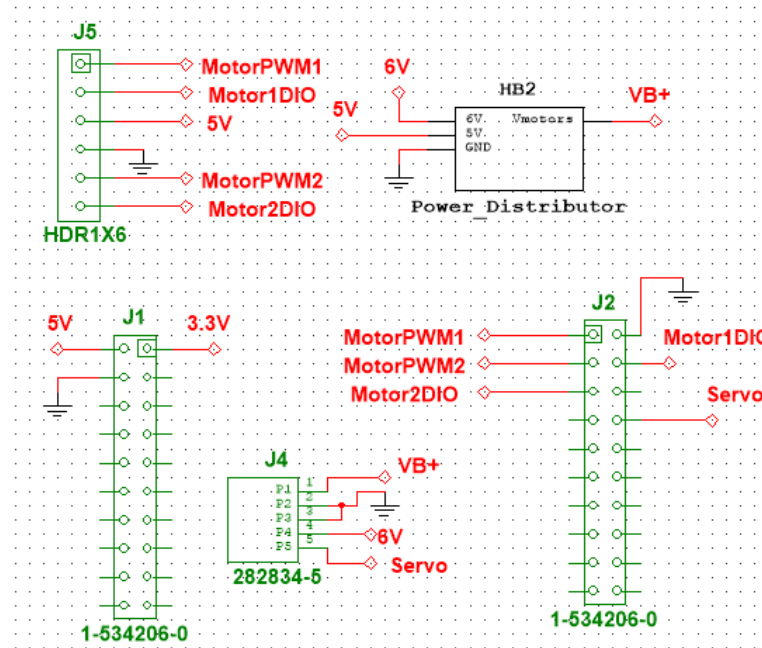 J5
MotorPWM1
Motor1DIO
5V
MotorPWM2
Motor2DIO
HDR1X6
6V
5V
HB2
VB+
6V Vmotors
5V
GND
Power_Distributor
J1
5V
3.3V
1-534206-0
J4
VB+
P1 1
P2 2
P3 3
P4 4
P5 5
6V
Servo
282834-5
J2
MotorPWM1
Motor1DIO
MotorPWM2
Motor2DIO
Servo
1-534206-0